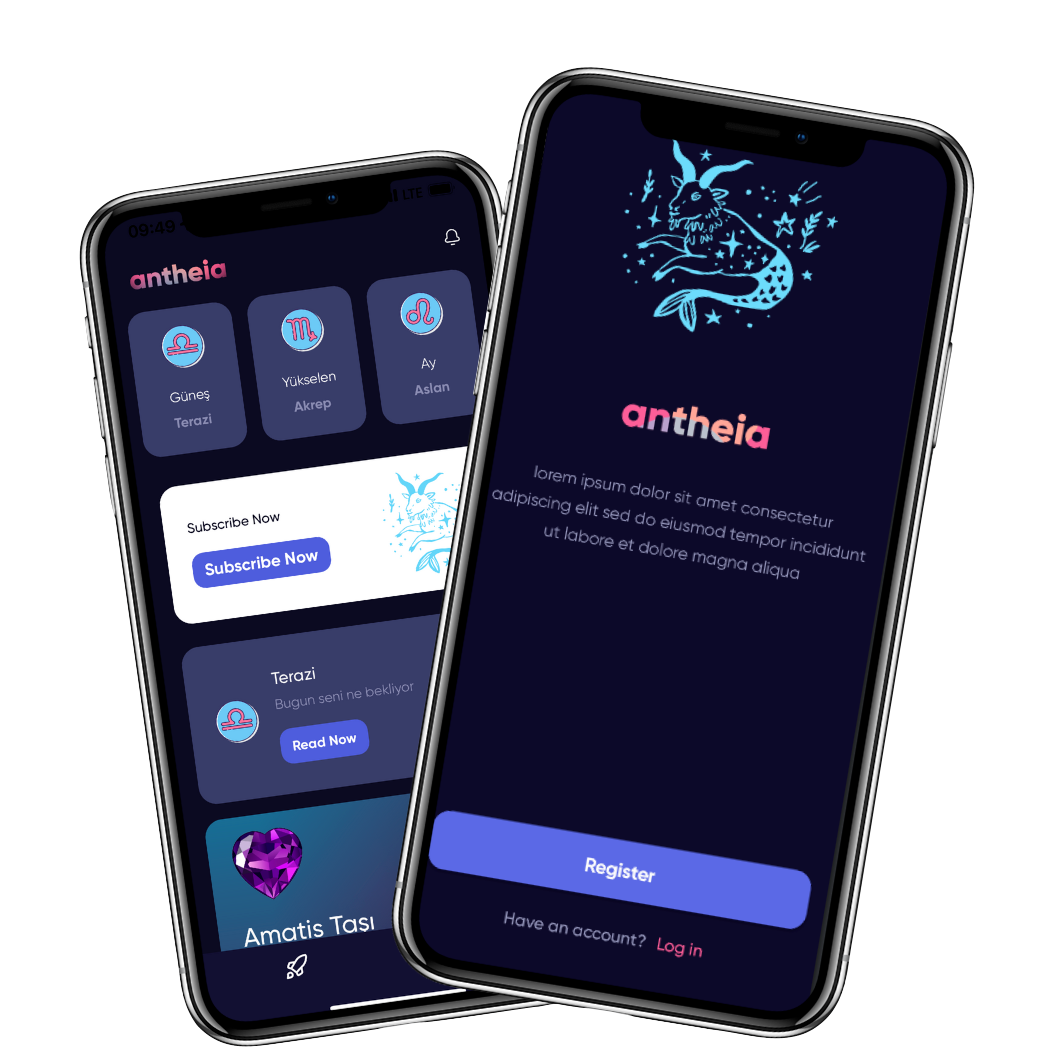 09:49
LTE
antheia
Güneş
Terazi
Yükselen
Akrep
Ay
Aslan
Subscribe Now
Subscribe Now
Terazi
Bugun seni ne bekliyor
Read Now
Amatis Taşı
antheia
lorem ipsum dolor sit amet consectetur
adipiscing elit sed do eiusmod tempor incididunt
ut labore et dolore magna aliqua
Register
Have an account? Log in